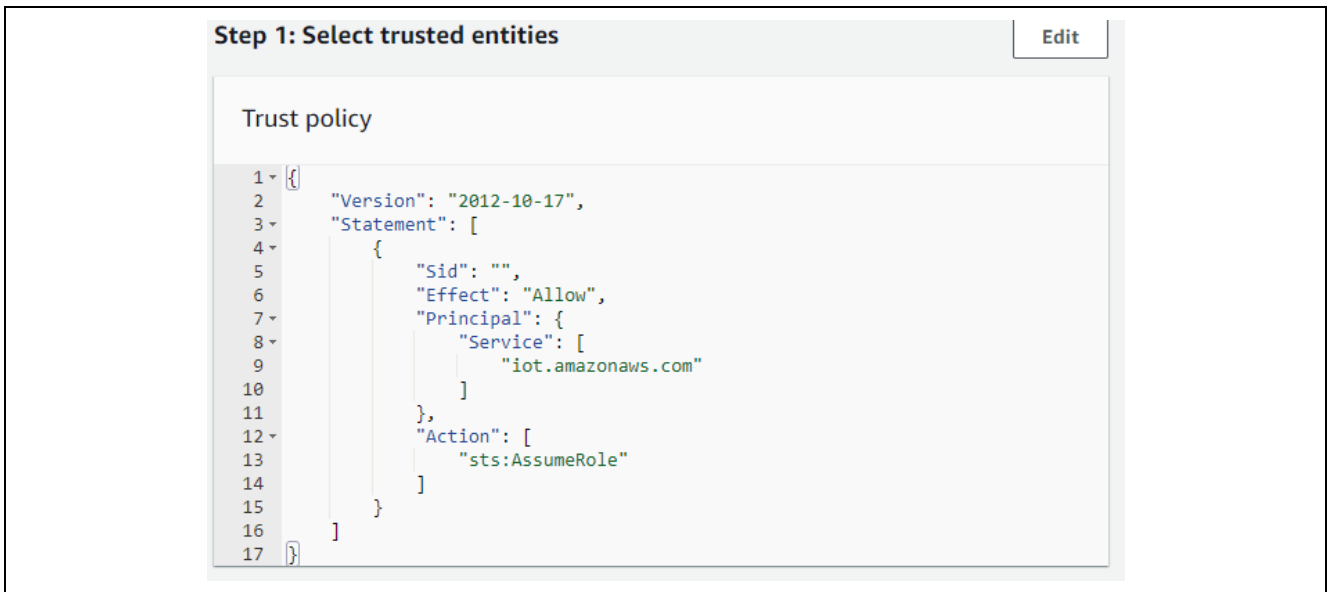 Step 1: Select trusted entities
Edit
Trust policy
1 {
2 "Version": "2012-10-17",
3 "Statement": [
4 {
5 "Sid": "",
6 "Effect": "Allow",
7 "Principal": {
8 "Service": [
9 "iot.amazonaws.com"
10 ]
11 },
12 "Action": [
13 "sts:AssumeRole"
14 ]
15 }
16 ]
17 }